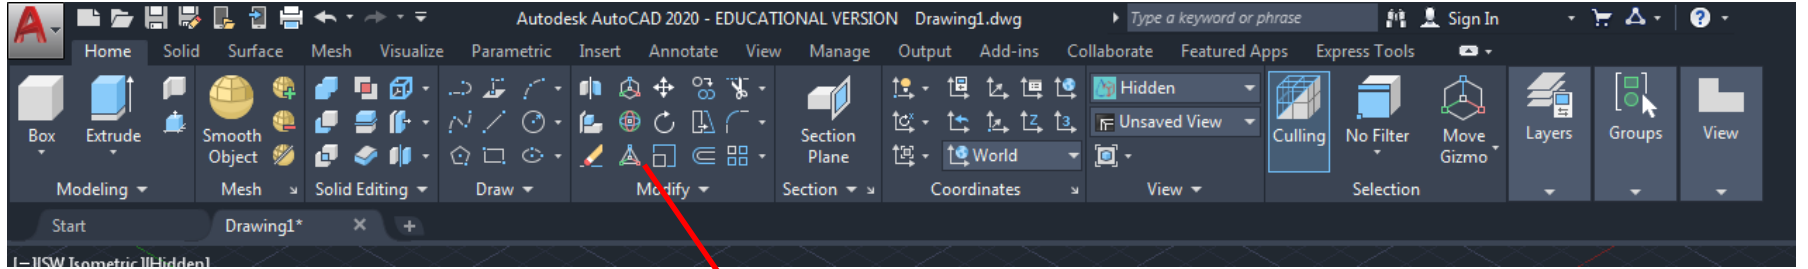 Autodesk AutoCAD 2020 - EDUCATIONAL VERSION Drawing1.dwg Type a keyword or phrase Sign In
Home Solid Surface Mesh Visualize Parametric Insert Annotate View Manage Output Add-ins Collaborate Featured Apps Express Tools
Hidden
Unsaved View
World
Box
Extrude
Smooth
Object
Section
Plane
Culling
No Filter
Move
Gizmo
Layers
Groups
View
Modeling Mesh Solid Editing Draw Modify Section Coordinates View Selection
Start Drawing1*
[−][SW Isometric][Hidden]